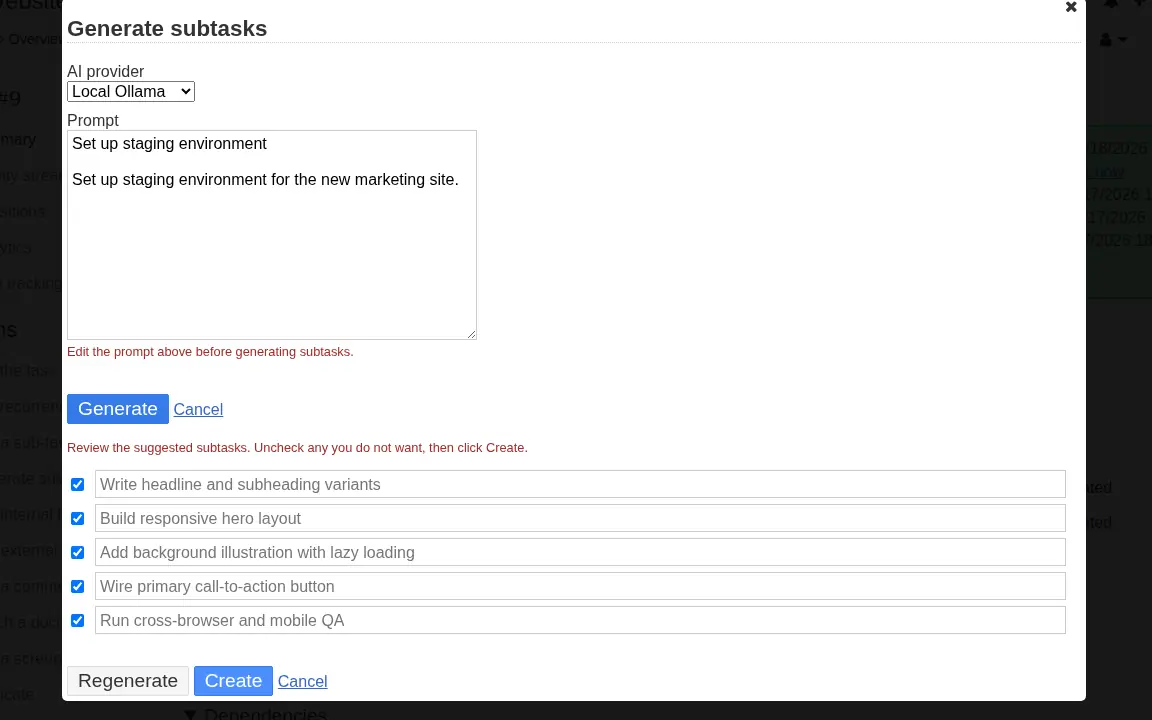 ✖
Generate subtasks
AI provider
Local Ollama
Prompt
Set up staging environment
Set up staging environment for the new marketing site.
Edit the prompt above before generating subtasks.
Generate Cancel
Review the suggested subtasks. Uncheck any you do not want, then click Create.
Write headline and subheading variants
Build responsive hero layout
Add background illustration with lazy loading
Wire primary call-to-action button
Run cross-browser and mobile QA
Regenerate Create Cancel
#9
▼ Dependencies